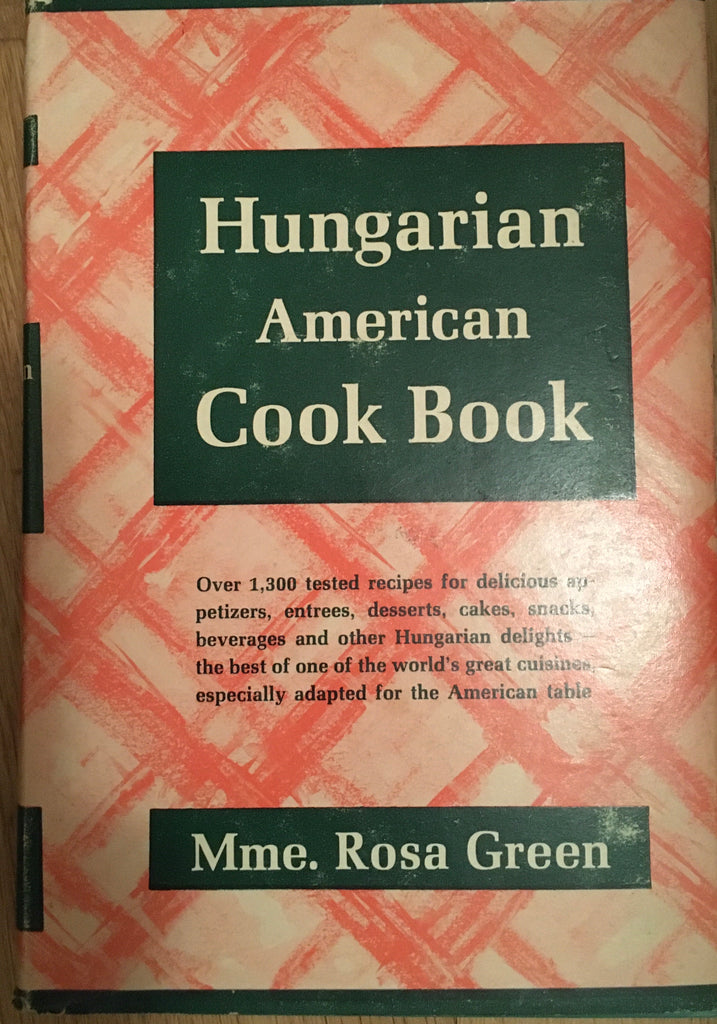 Hungarian
American
Cook Book
Over 1,300 tested recipes for delicious ap-
petizers, entrees, desserts, cakes, snacks,
beverages and other Hungarian delights —
the best of one of the world's great cuisines,
especially adapted for the American table
Mme. Rosa Green
n